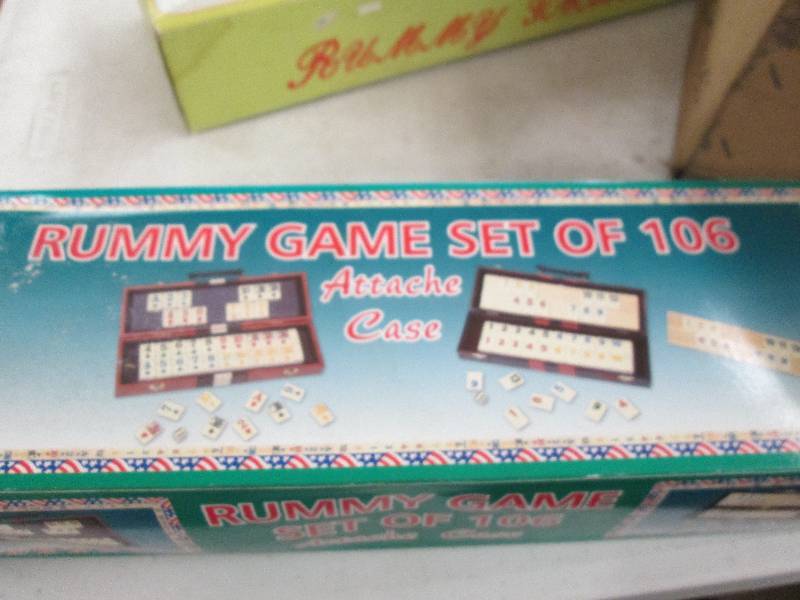 RUMMY
RUMMY GAME SET OF 106
Attache
Case
RUMMY GAME
SET OF 106
Attache Case